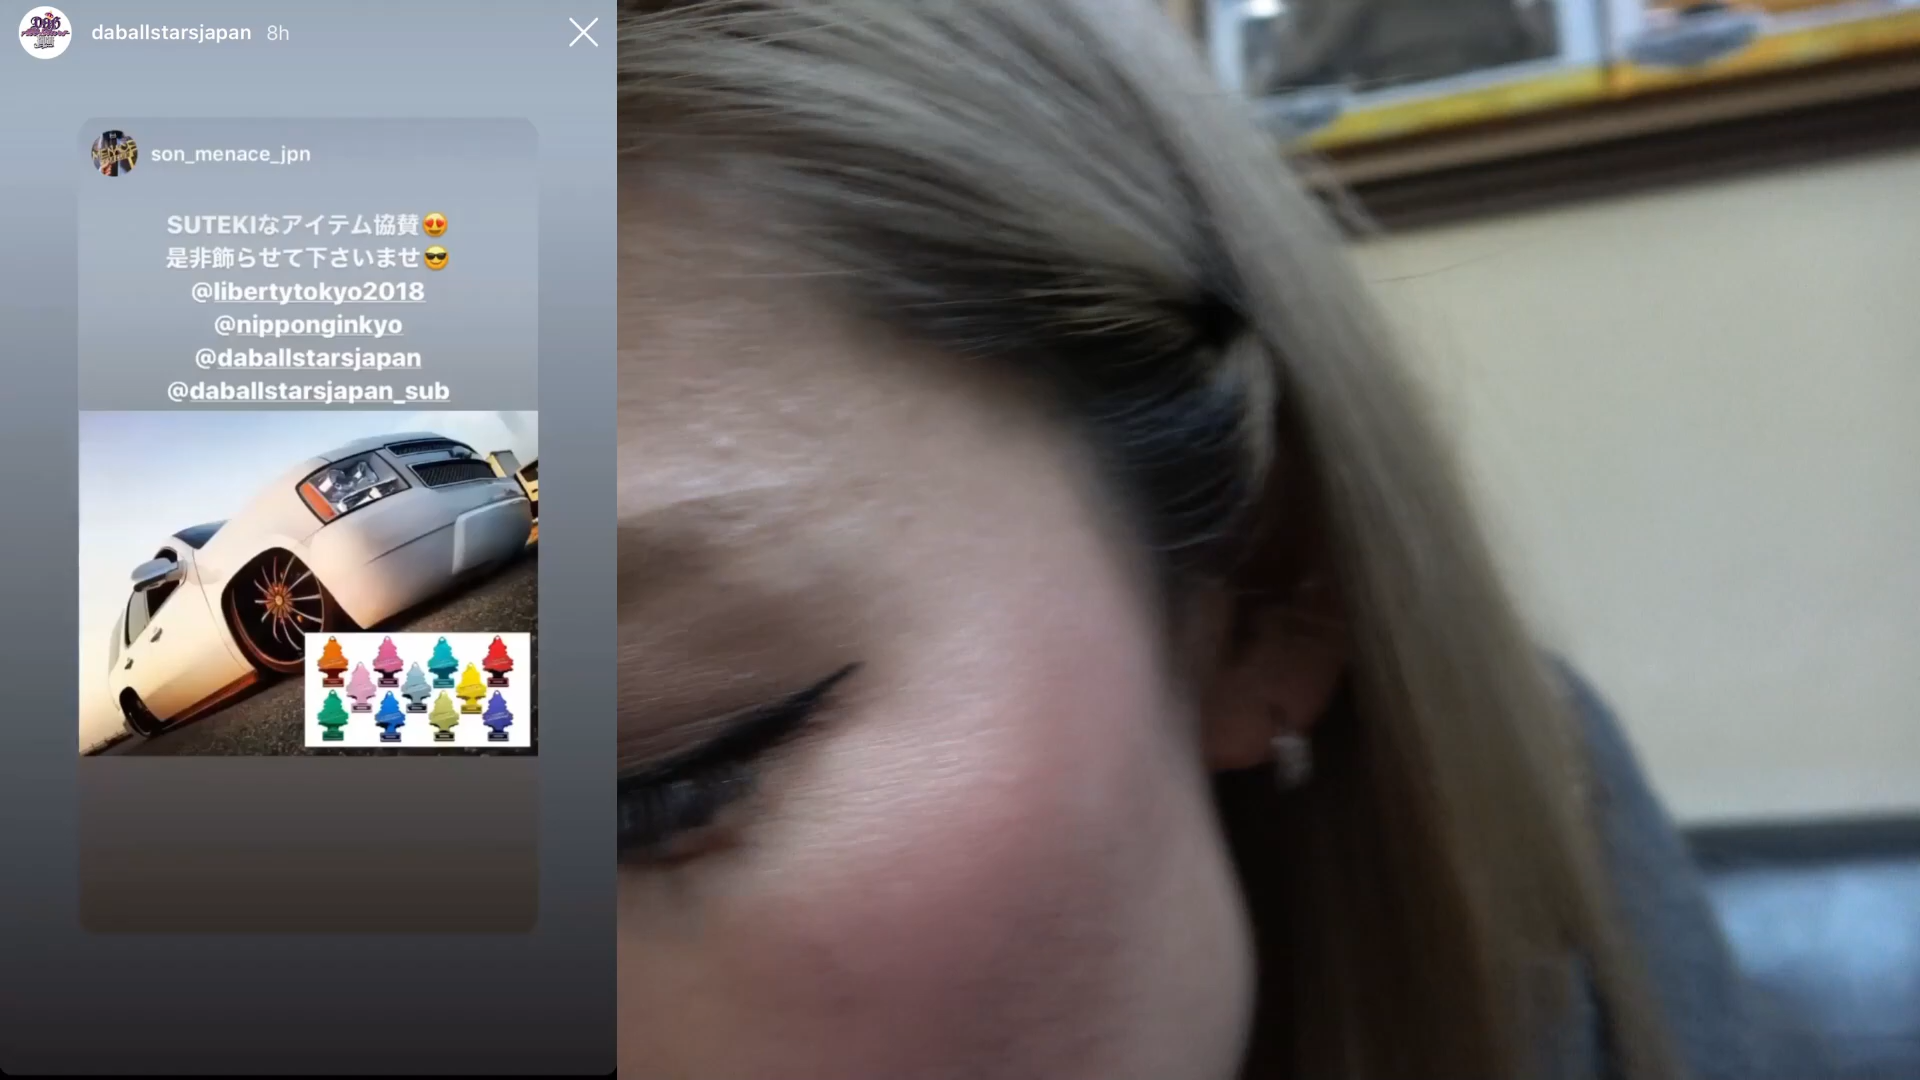 daballstarsjapan 8h
son_menace_jpn
SUTEKIなアイテム協賛😍
是非飾らせて下さいませ😎
@libertytokyo2018
@nipponginkyo
@daballstarsjapan
@daballstarsjapan_sub